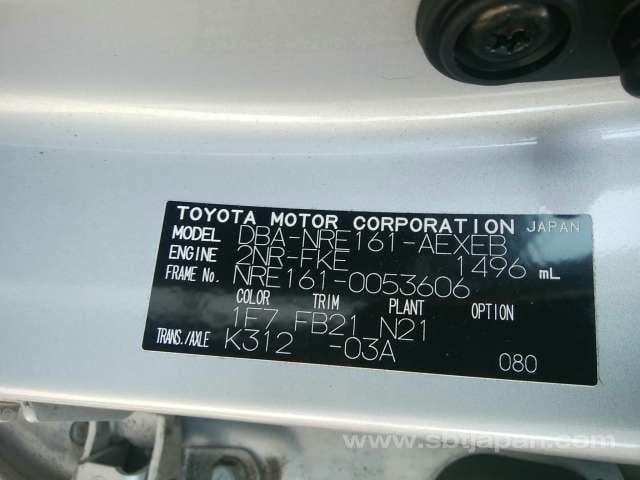 TOYOTA MOTOR CORPORATION JAPAN
MODEL DBA-NRE161-AEXEB
ENGINE 2NR-FKE 1496 mL
FRAME No. NRE161-0053606
COLOR TRIM PLANT OPTION
1F7 FB21 N21
TRANS./AXLE K312 -03A 080
www.sbtjapan.com